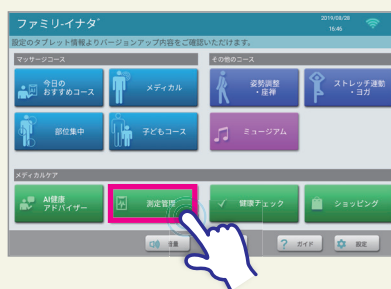 ファミリーイナダ
2019/08/28
16:46
設定のタブレット情報よりバージョンアップ内容をご確認いただけます。
マッサージコース
その他のコース
今日の
おすすめコース
メディカル
姿勢調整
・座禅
ストレッチ運動
・ヨガ
部位集中
子どもコース
ミュージアム
メディカルケア
AI健康
アドバイザー
測定管理
健康チェック
ショッピング
音量
ガイド
設定